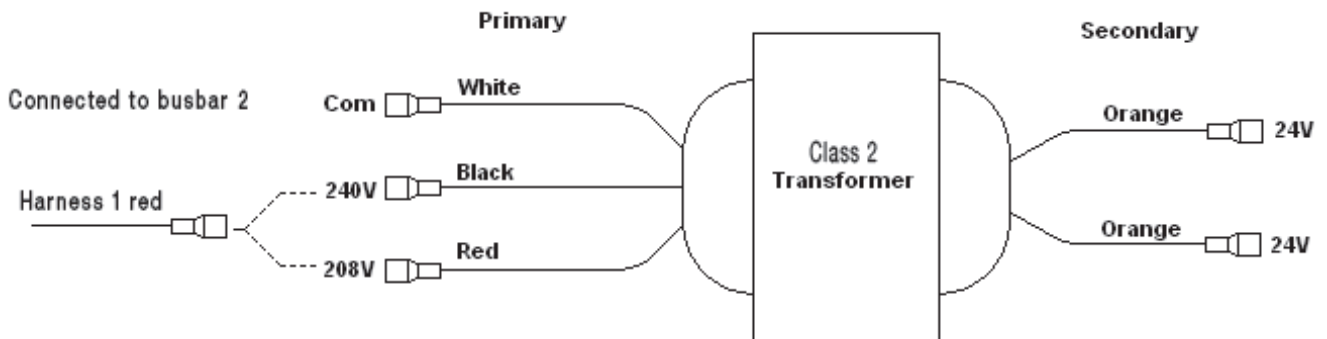 Primary
Secondary
Connected to busbar 2
Com
White
Orange
24V
Class 2
Transformer
240V
Black
Harness 1 red
Orange
24V
208V
Red